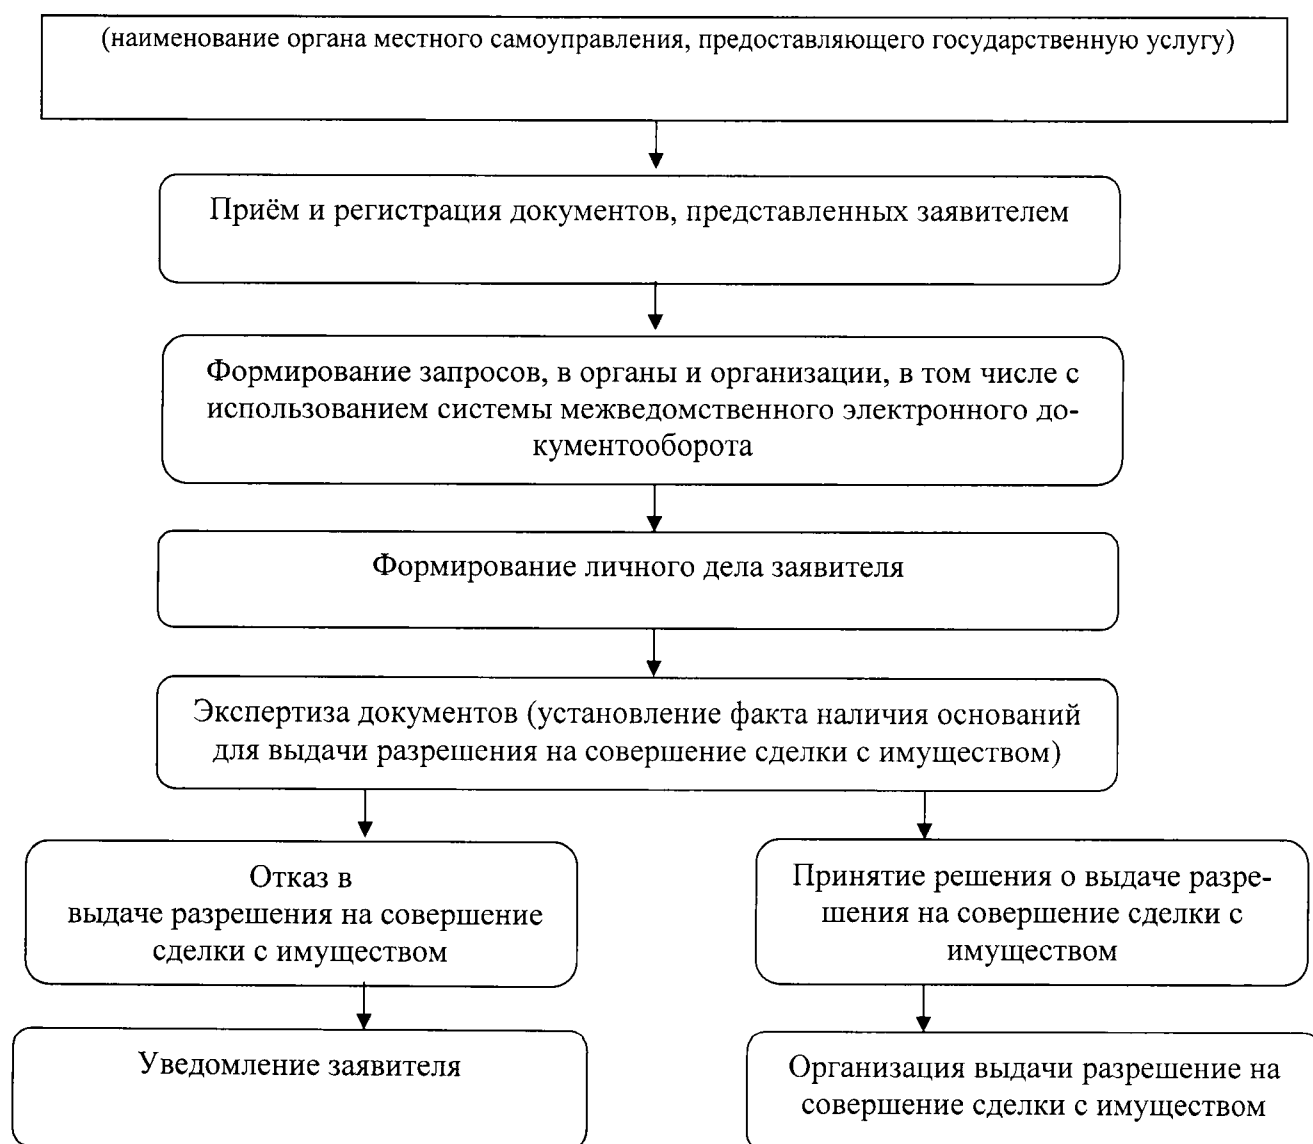 (наименование органа местного самоуправления, предоставляющего государственную услугу)
Приём и регистрация документов, представленных заявителем
Формирование запросов, в органы и организации, в том числе с
использованием системы межведомственного электронного до-
кументооборота
Формирование личного дела заявителя
Экспертиза документов (установление факта наличия оснований
для выдачи разрешения на совершение сделки с имуществом)
Отказ в
выдаче разрешения на совершение
сделки с имуществом
Принятие решения о выдаче разре-
шения на совершение сделки с
имуществом
Уведомление заявителя
Организация выдачи разрешение на
совершение сделки с имуществом